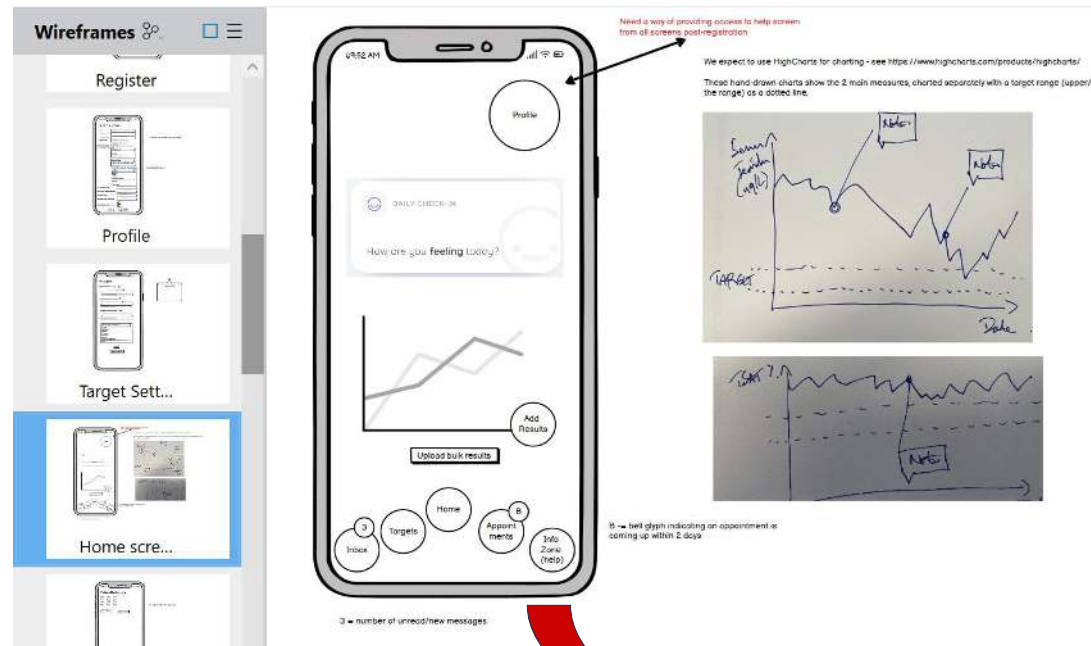 Wireframes
Register
Profile
Target Sett...
Home scre...
09:52 AM
Profile
DAILY CHECK-IN
How are you feeling today?
Add
Results
Upload bulk results
3
Inbox
Targets
Home
B
Appoint
ments
Info
Zone
(help)
3 = number of unread/new messages
Need a way of providing access to help screen
from all screens post-registration
We expect to use HighCharts for charting - see https://www.highcharts.com/products/highcharts/
These hand-drawn charts show the 2 main measures, charted separately with a target range (upper/
the range) as a dotted line.
Note
Note
Serum
(ug/L)
TARGET
Date
Note
B -= bell glyph indicating an appointment is
coming up within 2 days